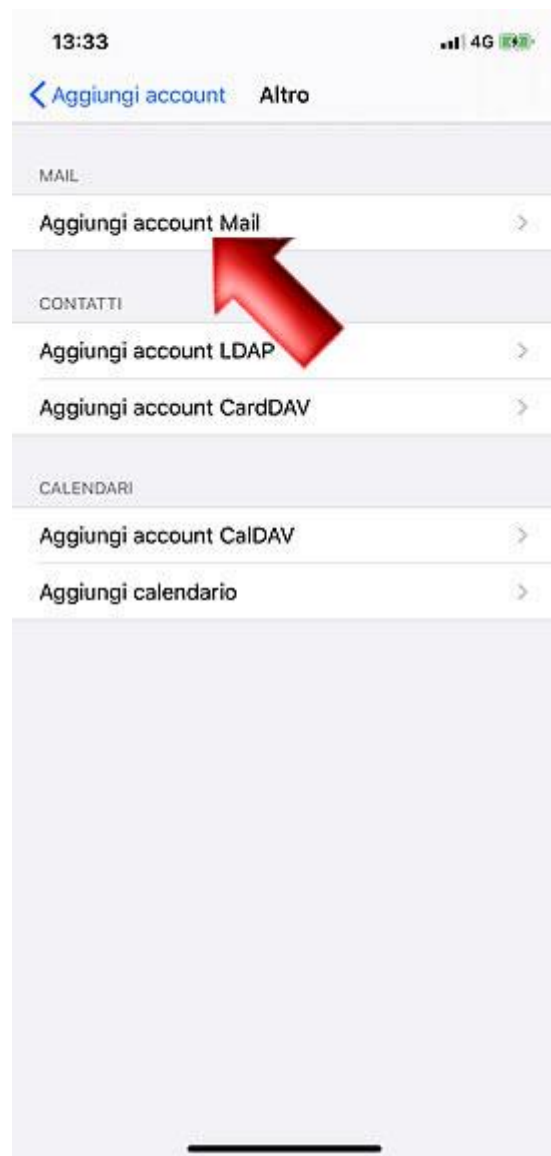 13:33 4G
Aggiungi account Altro
MAIL
Aggiungi account Mail
CONTATTI
Aggiungi account LDAP
Aggiungi account CardDAV
CALENDARI
Aggiungi account CalDAV
Aggiungi calendario